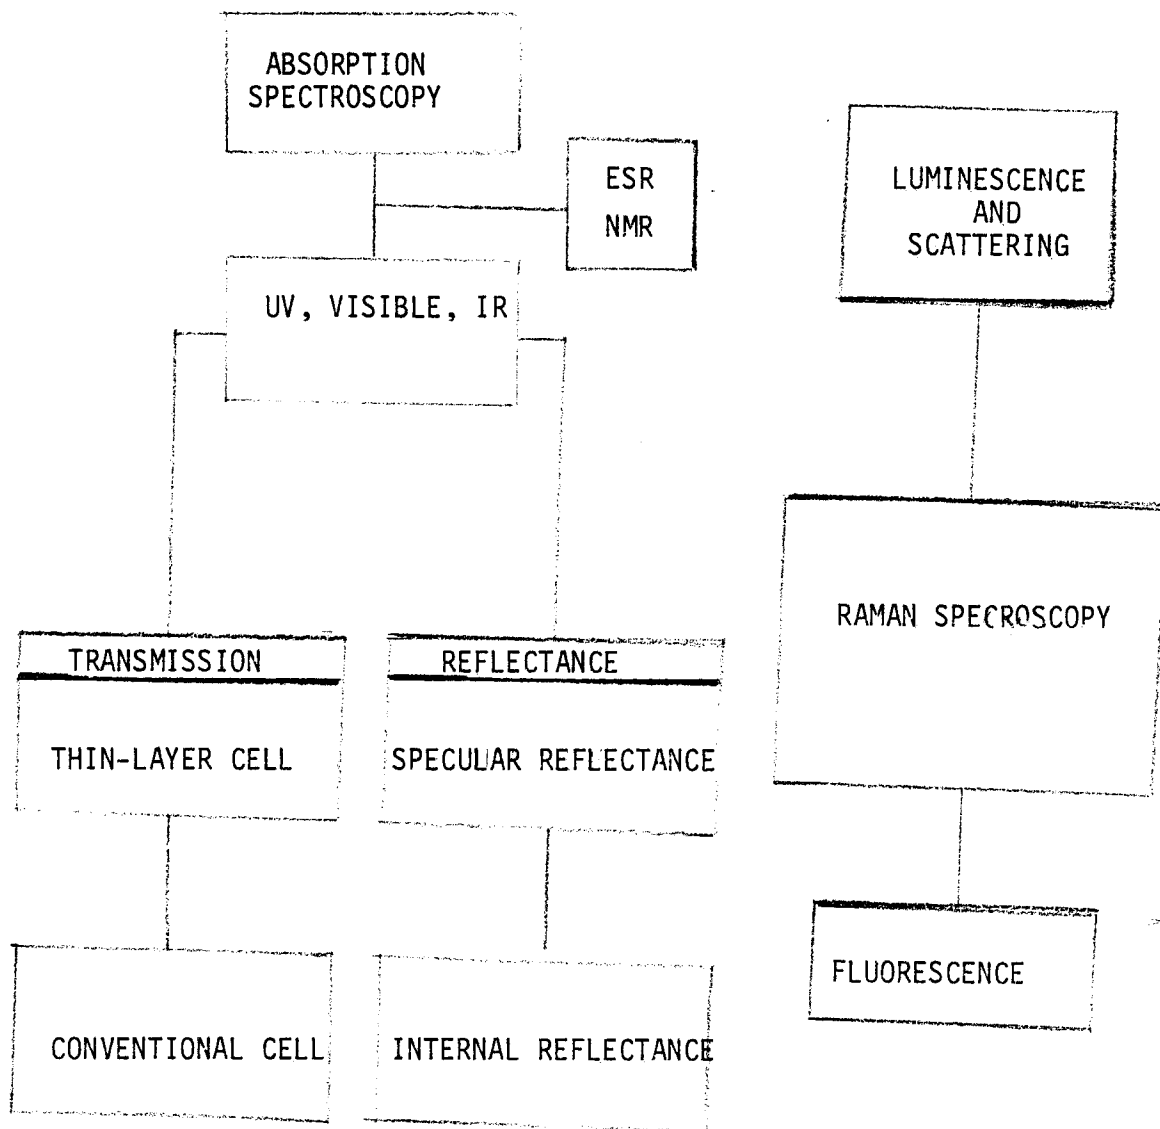 ABSORPTION
SPECTROSCOPY
ESR
NMR
UV, VISIBLE, IR
TRANSMISSION
THIN-LAYER CELL
CONVENTIONAL CELL
REFLECTANCE
SPECULAR REFLECTANCE
INTERNAL REFLECTANCE
LUMINESCENCE
AND
SCATTERING
RAMAN SPECROSCOPY
FLUORESCENCE